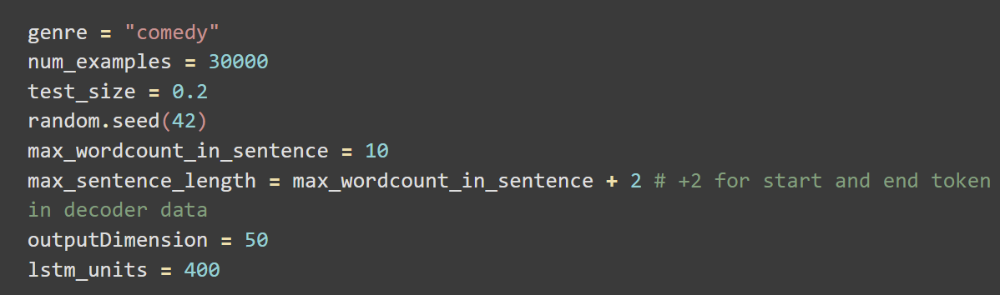 genre = "comedy"
num_examples = 30000
test_size = 0.2
random.seed(42)
max_wordcount_in_sentence = 10
max_sentence_length = max_wordcount_in_sentence + 2 # +2 for start and end token
in decoder data
outputDimension = 50
lstm_units = 400